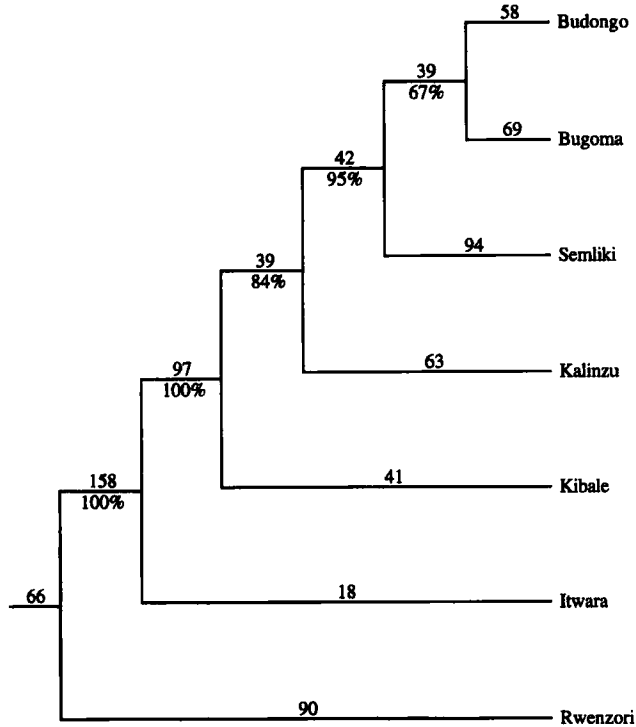 58
Budongo
39
67%
69
Bugoma
42
95%
94
Semliki
39
84%
63
Kalinzu
97
100%
41
Kibale
158
100%
18
Itwara
66
90
Rwenzori